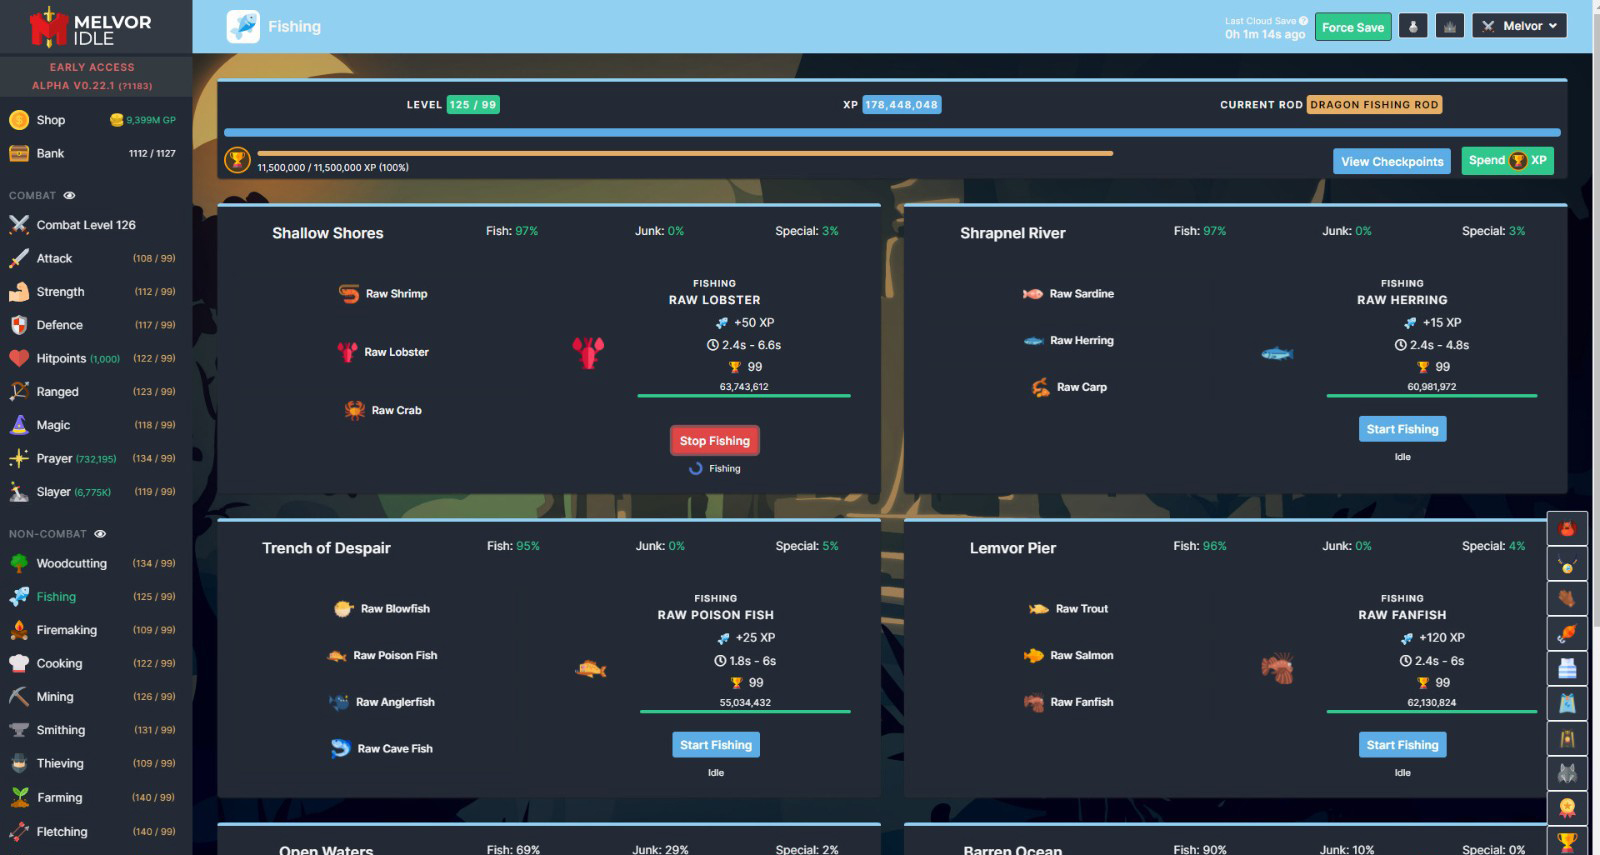 MELVOR
IDLE
EARLY ACCESS
ALPHA V0.22.1 (?1183)
Shop 9,399M GP
Bank 1112 / 1127
COMBAT
Combat Level 126
Attack (108 / 99)
Strength (112 / 99)
Defence (117 / 99)
Hitpoints (1,000) (122 / 99)
Ranged (123 / 99)
Magic (118 / 99)
Prayer (732,195) (134 / 99)
Slayer (6,775K) (119 / 99)
NON-COMBAT
Woodcutting (134 / 99)
Fishing (125 / 99)
Firemaking (109 / 99)
Cooking (122 / 99)
Mining (126 / 99)
Smithing (131 / 99)
Thieving (109 / 99)
Farming (140 / 99)
Fletching (140 / 99)
Fishing
Last Cloud Save
0h 1m 14s ago
Force Save
Melvor
LEVEL 125 / 99
XP 178,448,048
CURRENT ROD DRAGON FISHING ROD
11,500,000 / 11,500,000 XP (100%)
View Checkpoints
Spend XP
Shallow Shores Fish: 97% Junk: 0% Special: 3%
Raw Shrimp
Raw Lobster
Raw Crab
FISHING
RAW LOBSTER
+50 XP
2.4s - 6.6s
99
63,743,612
Stop Fishing
Fishing
Shrapnel River Fish: 97% Junk: 0% Special: 3%
Raw Sardine
Raw Herring
Raw Carp
FISHING
RAW HERRING
+15 XP
2.4s - 4.8s
99
60,981,972
Start Fishing
Idle
Trench of Despair Fish: 95% Junk: 0% Special: 5%
Raw Blowfish
Raw Poison Fish
Raw Anglerfish
Raw Cave Fish
FISHING
RAW POISON FISH
+25 XP
1.8s - 6s
99
55,034,432
Start Fishing
Idle
Lemvor Pier Fish: 96% Junk: 0% Special: 4%
Raw Trout
Raw Salmon
Raw Fanfish
FISHING
RAW FANFISH
+120 XP
2.4s - 6s
99
62,130,824
Start Fishing
Idle
Open Waters Fish: 69% Junk: 29% Special: 2%
Barren Ocean Fish: 90% Junk: 10% Special: 0%